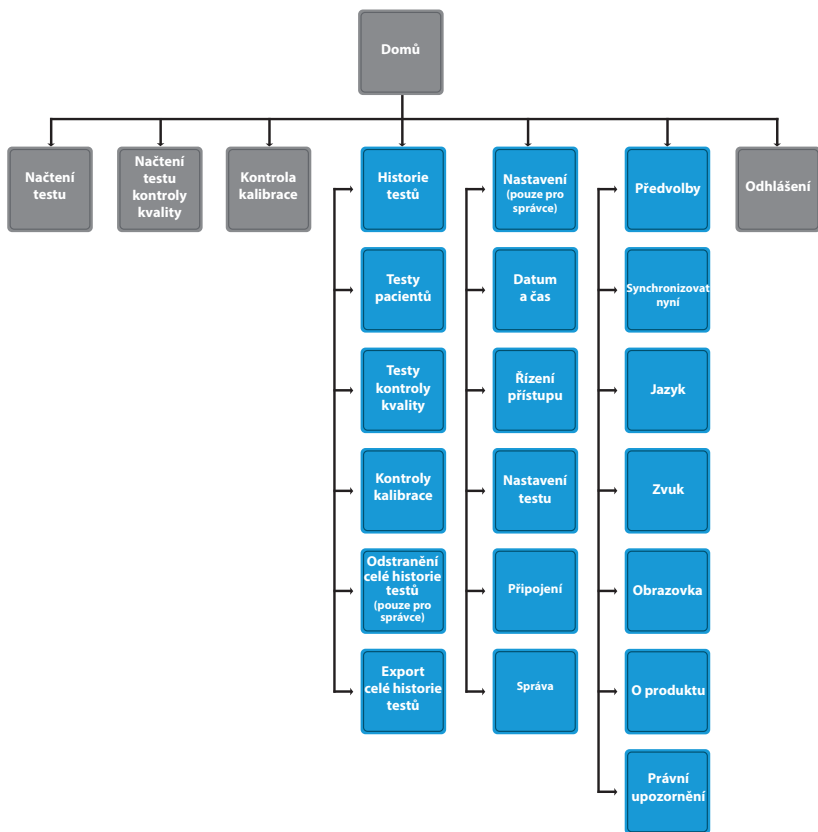 Domů
Načtení
testu
Načtení
testu
kontroly
kvality
Kontrola
kalibrace
Historie
testů
Nastavení
(pouze pro
správce)
Předvolby
Odhlášení
Testy
pacientů
Datum
a čas
Synchronizovat
nyní
Testy
kontroly
kvality
Řízení
přístupu
Jazyk
Kontroly
kalibrace
Nastavení
testu
Zvuk
Odstranění
celé historie
testů
(pouze pro
správce)
Připojení
Obrazovka
Export
celé historie
testů
Správa
O produktu
Právní
upozornění